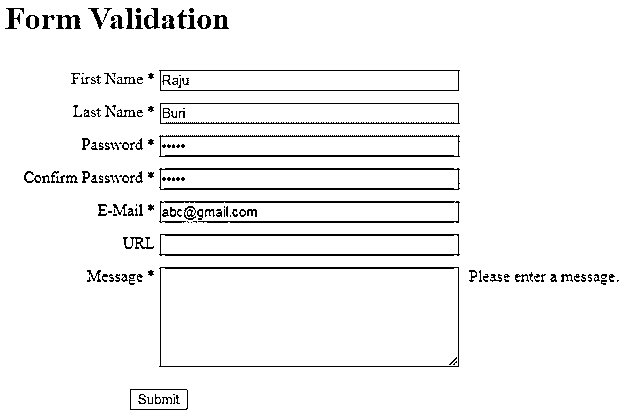 Form Validation
First Name * Raju
Last Name * Buri
Password * •••••
Confirm Password * •••••
E-Mail * abc@gmail.com
URL
Message * Please enter a message.
Submit